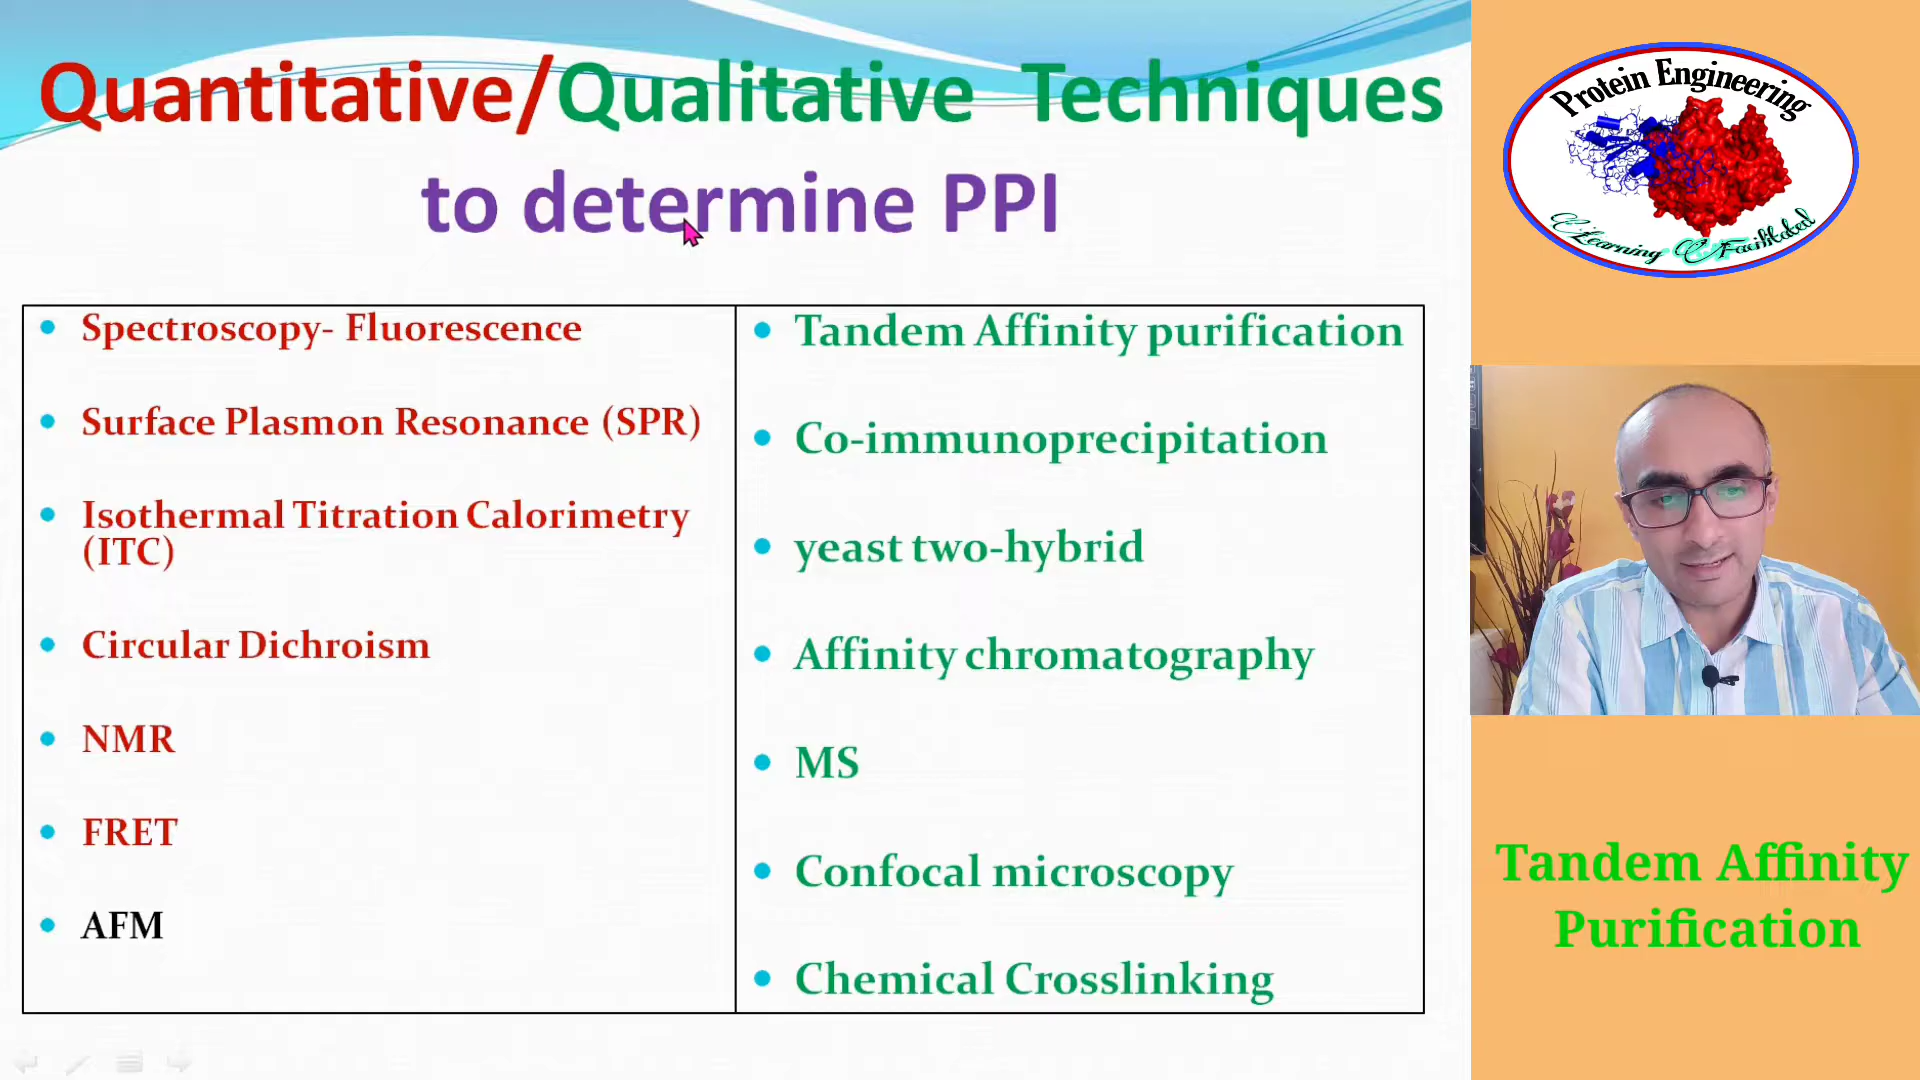 Quantitative/Qualitative Techniques
to determine PPI
Spectroscopy- Fluorescence
Surface Plasmon Resonance (SPR)
Isothermal Titration Calorimetry
(ITC)
Circular Dichroism
NMR
FRET
AFM
Tandem Affinity purification
Co-immunoprecipitation
yeast two-hybrid
Affinity chromatography
MS
Confocal microscopy
Chemical Crosslinking
Protein Engineering
Learning Facilitated
Tandem Affinity
Purification